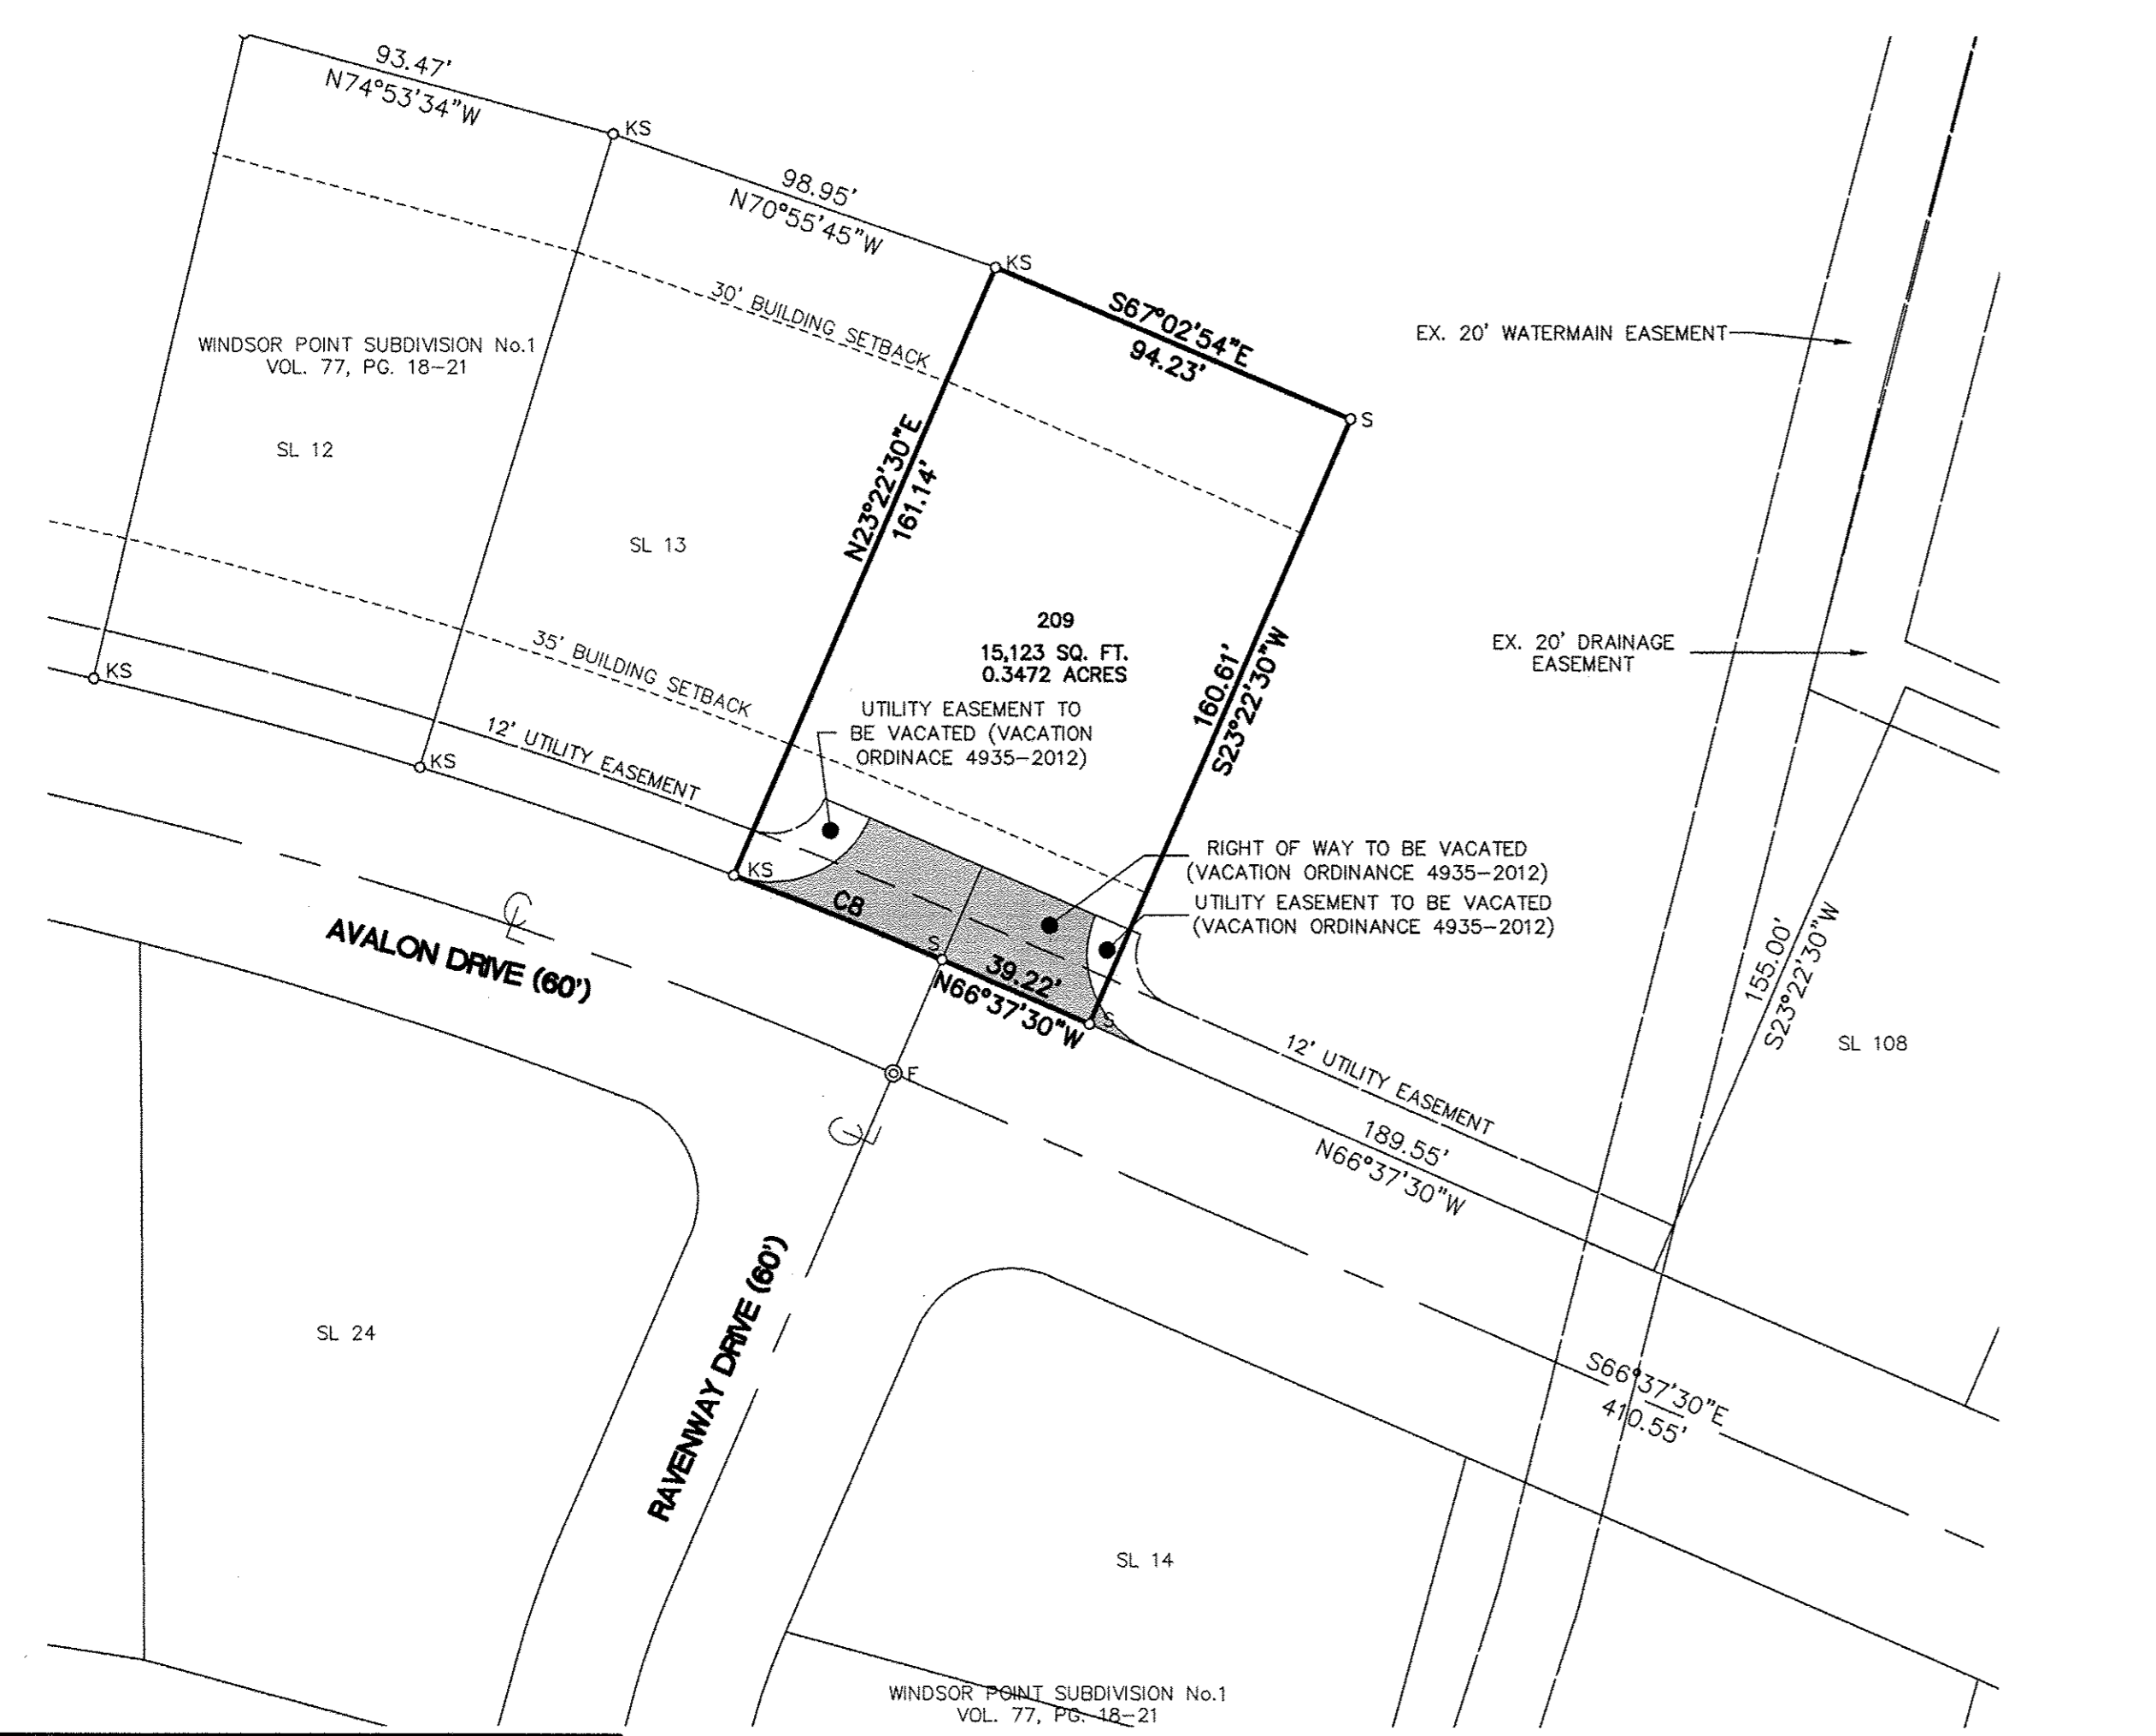 93.47'
N74°53'34"W
KS
98.95'
N70°55'45"W
KS
S67°02'54"E
94.23'
S
30' BUILDING SETBACK
EX. 20' WATERMAIN EASEMENT
WINDSOR POINT SUBDIVISION No.1
VOL. 77, PG. 18-21
SL 12
N23°22'30"E
161.14'
SL 13
209
15,123 SQ. FT.
0.3472 ACRES
160.61'
S23°22'30"W
EX. 20' DRAINAGE
EASEMENT
35' BUILDING SETBACK
UTILITY EASEMENT TO
BE VACATED (VACATION
ORDINACE 4935-2012)
KS
12' UTILITY EASEMENT
KS
RIGHT OF WAY TO BE VACATED
(VACATION ORDINANCE 4935-2012)
UTILITY EASEMENT TO BE VACATED
(VACATION ORDINANCE 4935-2012)
KS
C8
S
39.22'
N66°37'30"W
S
155.00'
S23°22'30"W
SL 108
CL
AVALON DRIVE (60')
F
CL
12' UTILITY EASEMENT
189.55'
N66°37'30"W
RAVENWAY DRIVE (60')
SL 24
S66°37'30"E
410.55'
SL 14
WINDSOR POINT SUBDIVISION No.1
VOL. 77, PG. 18-21